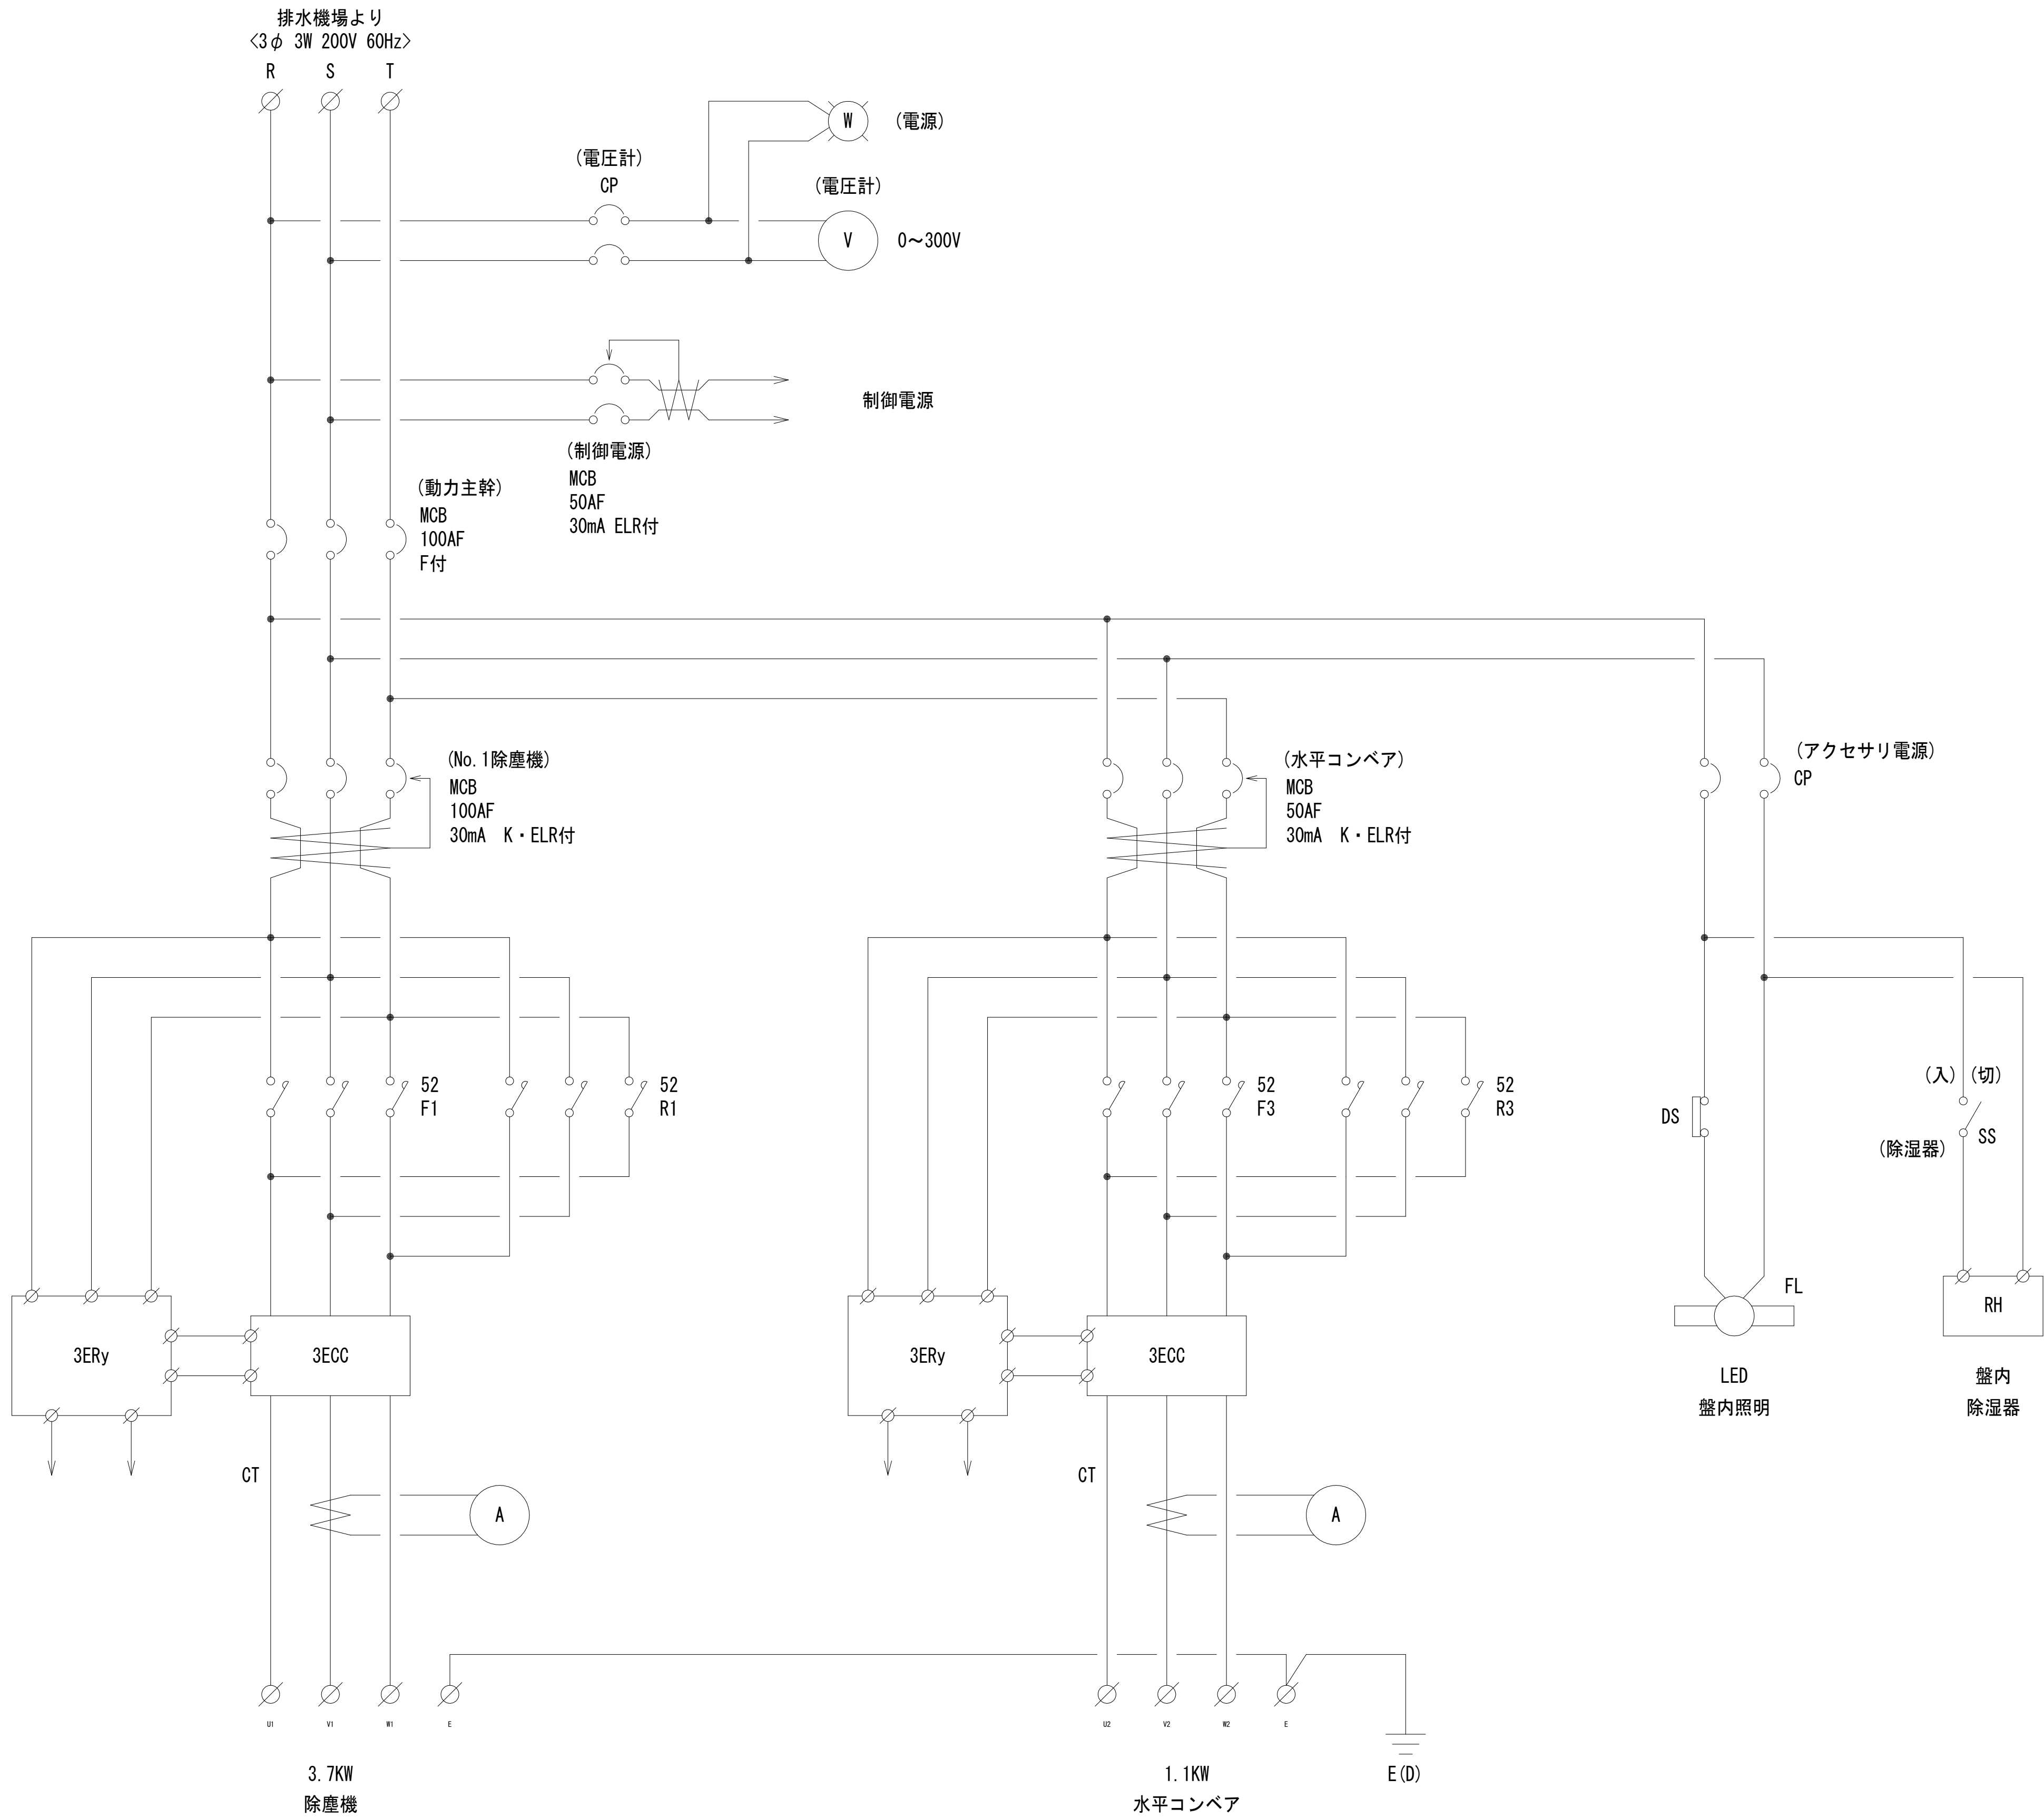 排水機場より
<3φ 3W 200V 60Hz>
R S T
W (電源)
(電圧計)
CP
(電圧計)
V 0～300V
制御電源
(制御電源)
MCB
50AF
30mA ELR付
(動力主幹)
MCB
100AF
F付
(No.1除塵機)
MCB
100AF
30mA K・ELR付
(水平コンベア)
MCB
50AF
30mA K・ELR付
(アクセサリ電源)
CP
52
F1
52
R1
52
F3
52
R3
DS
(入) (切)
SS
(除湿器)
3ERy
3ECC
3ERy
3ECC
FL
RH
LED
盤内照明
盤内
除湿器
CT
A
CT
A
U1 V1 W1 E
U2 V2 W2 E
3.7KW
除塵機
1.1KW
水平コンベア
E(D)